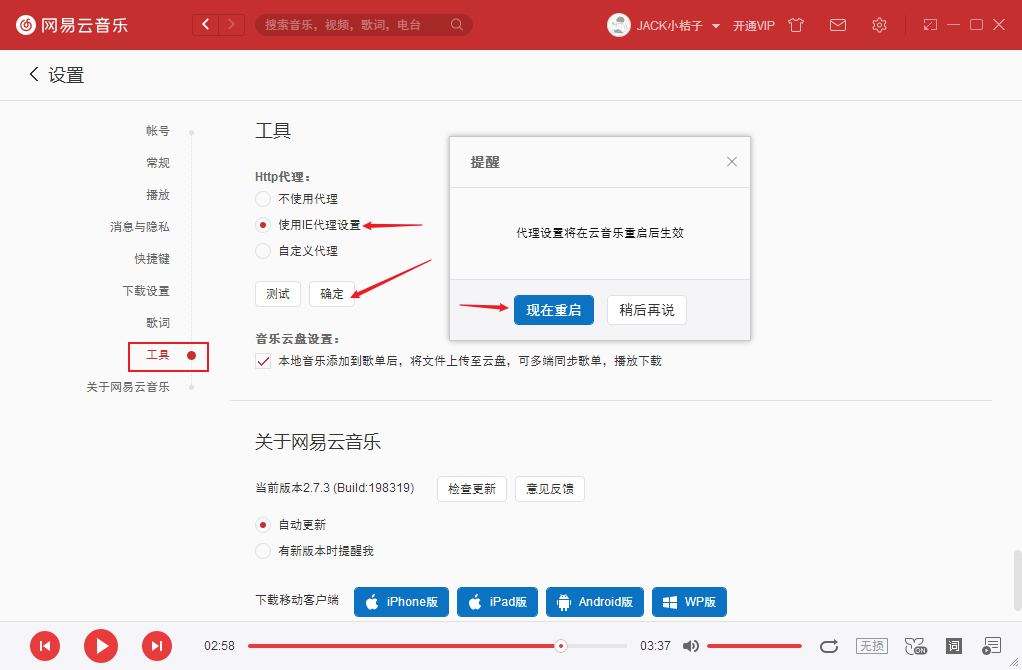 网易云音乐
搜索音乐，视频，歌词，电台
JACK小桔子
开通VIP
设置
帐号
常规
播放
消息与隐私
快捷键
下载设置
歌词
工具
关于网易云音乐
工具
Http代理：
不使用代理
使用IE代理设置
自定义代理
测试
确定
提醒
代理设置将在云音乐重启后生效
现在重启
稍后再说
音乐云盘设置：
本地音乐添加到歌单后，将文件上传至云盘，可多端同步歌单，播放下载
关于网易云音乐
当前版本2.7.3 (Build:198319)
检查更新
意见反馈
自动更新
有新版本时提醒我
下载移动客户端
iPhone版
iPad版
Android版
WP版
02:58
03:37
无损
ON
词